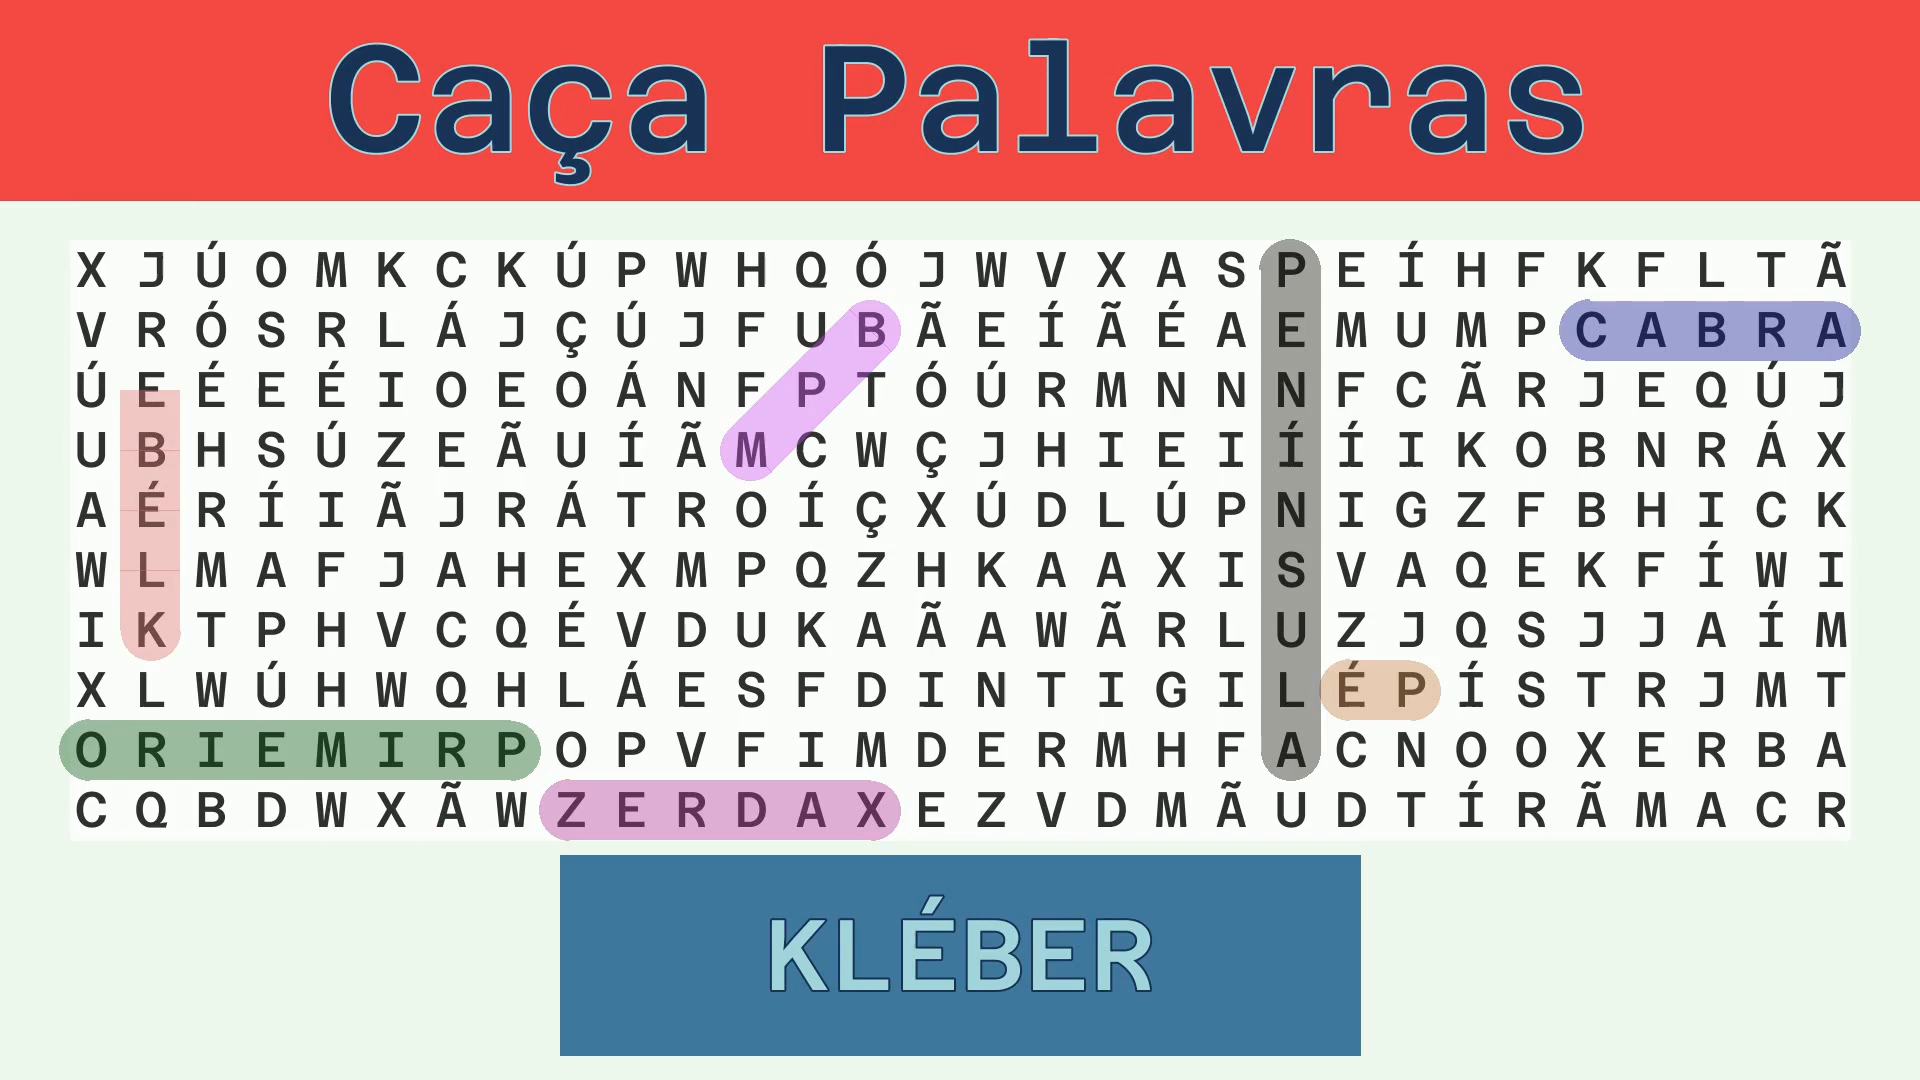 Caça Palavras
X J Ú O M K C K Ú P W H Q Ó J W V X A S P E Í H F K F L T Ã
V R Ó S R L Á J Ç Ú J F U B Ã E Í Ã É A E M U M P C A B R A
Ú E É E É I O E O Á N F P T Ó Ú R M N N N F C Ã R J E Q Ú J
U B H S Ú Z E Ã U Í Ã M C W Ç J H I E I Í Í I K O B N R Á X
A É R Í I Ã J R Á T R O Í Ç X Ú D L Ú P N I G Z F B H I C K
W L M A F J A H E X M P Q Z H K A A X I S V A Q E K F Í W I
I K T P H V C Q É V D U K A Ã A W Ã R L U Z J Q S J J A Í M
X L W Ú H W Q H L Á E S F D I N T I G I L É P Í S T R J M T
O R I E M I R P O P V F I M D E R M H F A C N O O X E R B A
C Q B D W X Ã W Z E R D A X E Z V D M Ã U D T Í R Ã M A C R
KLÉBER